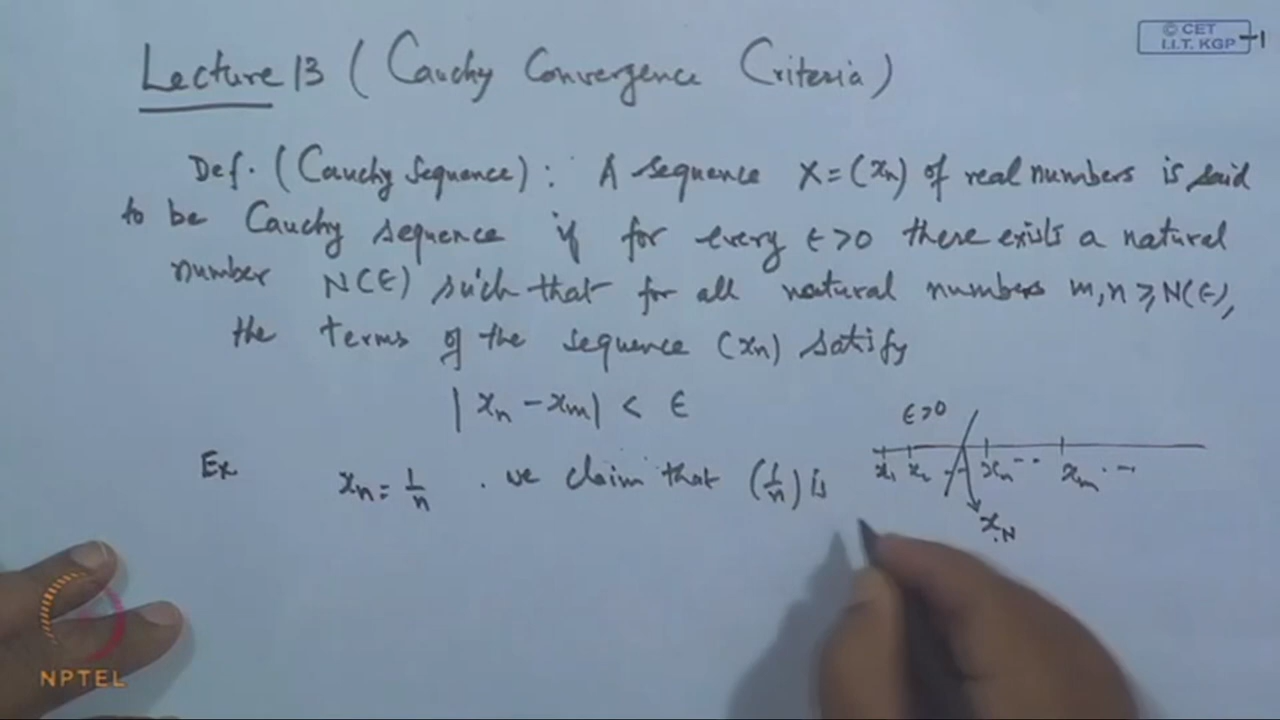 © CET
I.I.T. KGP
-1
Lecture 13 (Cauchy Convergence Criteria)
Def. (Cauchy Sequence): A sequence X=(xn) of real numbers is said
to be Cauchy sequence if for every ϵ>0 there exists a natural
number N(ϵ) such that for all natural numbers m,n ≥ N(ϵ),
the terms of the sequence (xn) satisfy
|xn - xm| < ϵ
ϵ>0
x1 x2 -- xn -- xm . --
xN
Ex xn = 1/n . we claim that (1/n) is
NPTEL